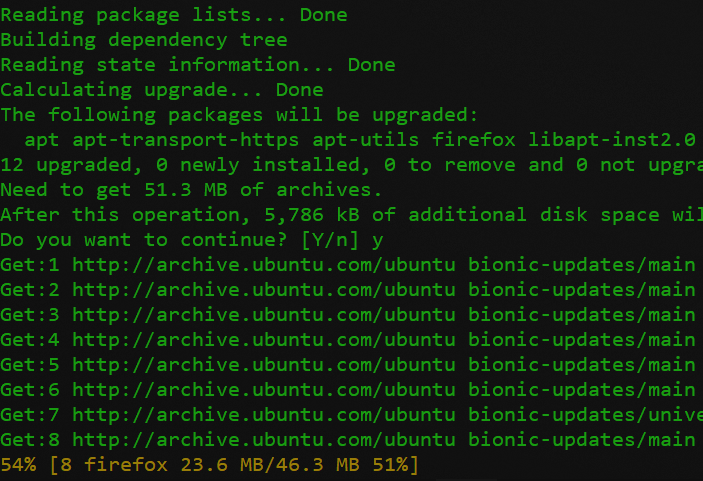 Reading package lists... Done
Building dependency tree
Reading state information... Done
Calculating upgrade... Done
The following packages will be upgraded:
  apt apt-transport-https apt-utils firefox libapt-inst2.0
12 upgraded, 0 newly installed, 0 to remove and 0 not upgra
Need to get 51.3 MB of archives.
After this operation, 5,786 kB of additional disk space wil
Do you want to continue? [Y/n] y
Get:1 http://archive.ubuntu.com/ubuntu bionic-updates/main
Get:2 http://archive.ubuntu.com/ubuntu bionic-updates/main
Get:3 http://archive.ubuntu.com/ubuntu bionic-updates/main
Get:4 http://archive.ubuntu.com/ubuntu bionic-updates/main
Get:5 http://archive.ubuntu.com/ubuntu bionic-updates/main
Get:6 http://archive.ubuntu.com/ubuntu bionic-updates/main
Get:7 http://archive.ubuntu.com/ubuntu bionic-updates/unive
Get:8 http://archive.ubuntu.com/ubuntu bionic-updates/main
54% [8 firefox 23.6 MB/46.3 MB 51%]